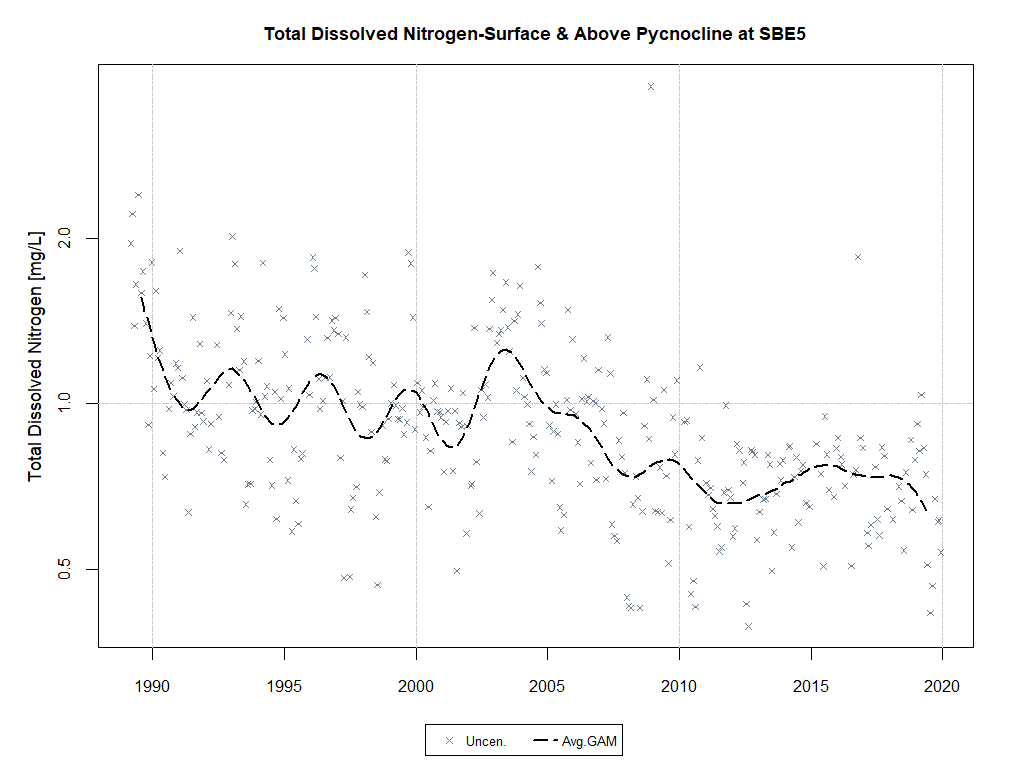 Total Dissolved Nitrogen-Surface & Above Pycnocline at SBE5
Total Dissolved Nitrogen [mg/L]
2.0
1.0
0.5
1990 1995 2000 2005 2010 2015 2020
Uncen. Avg.GAM